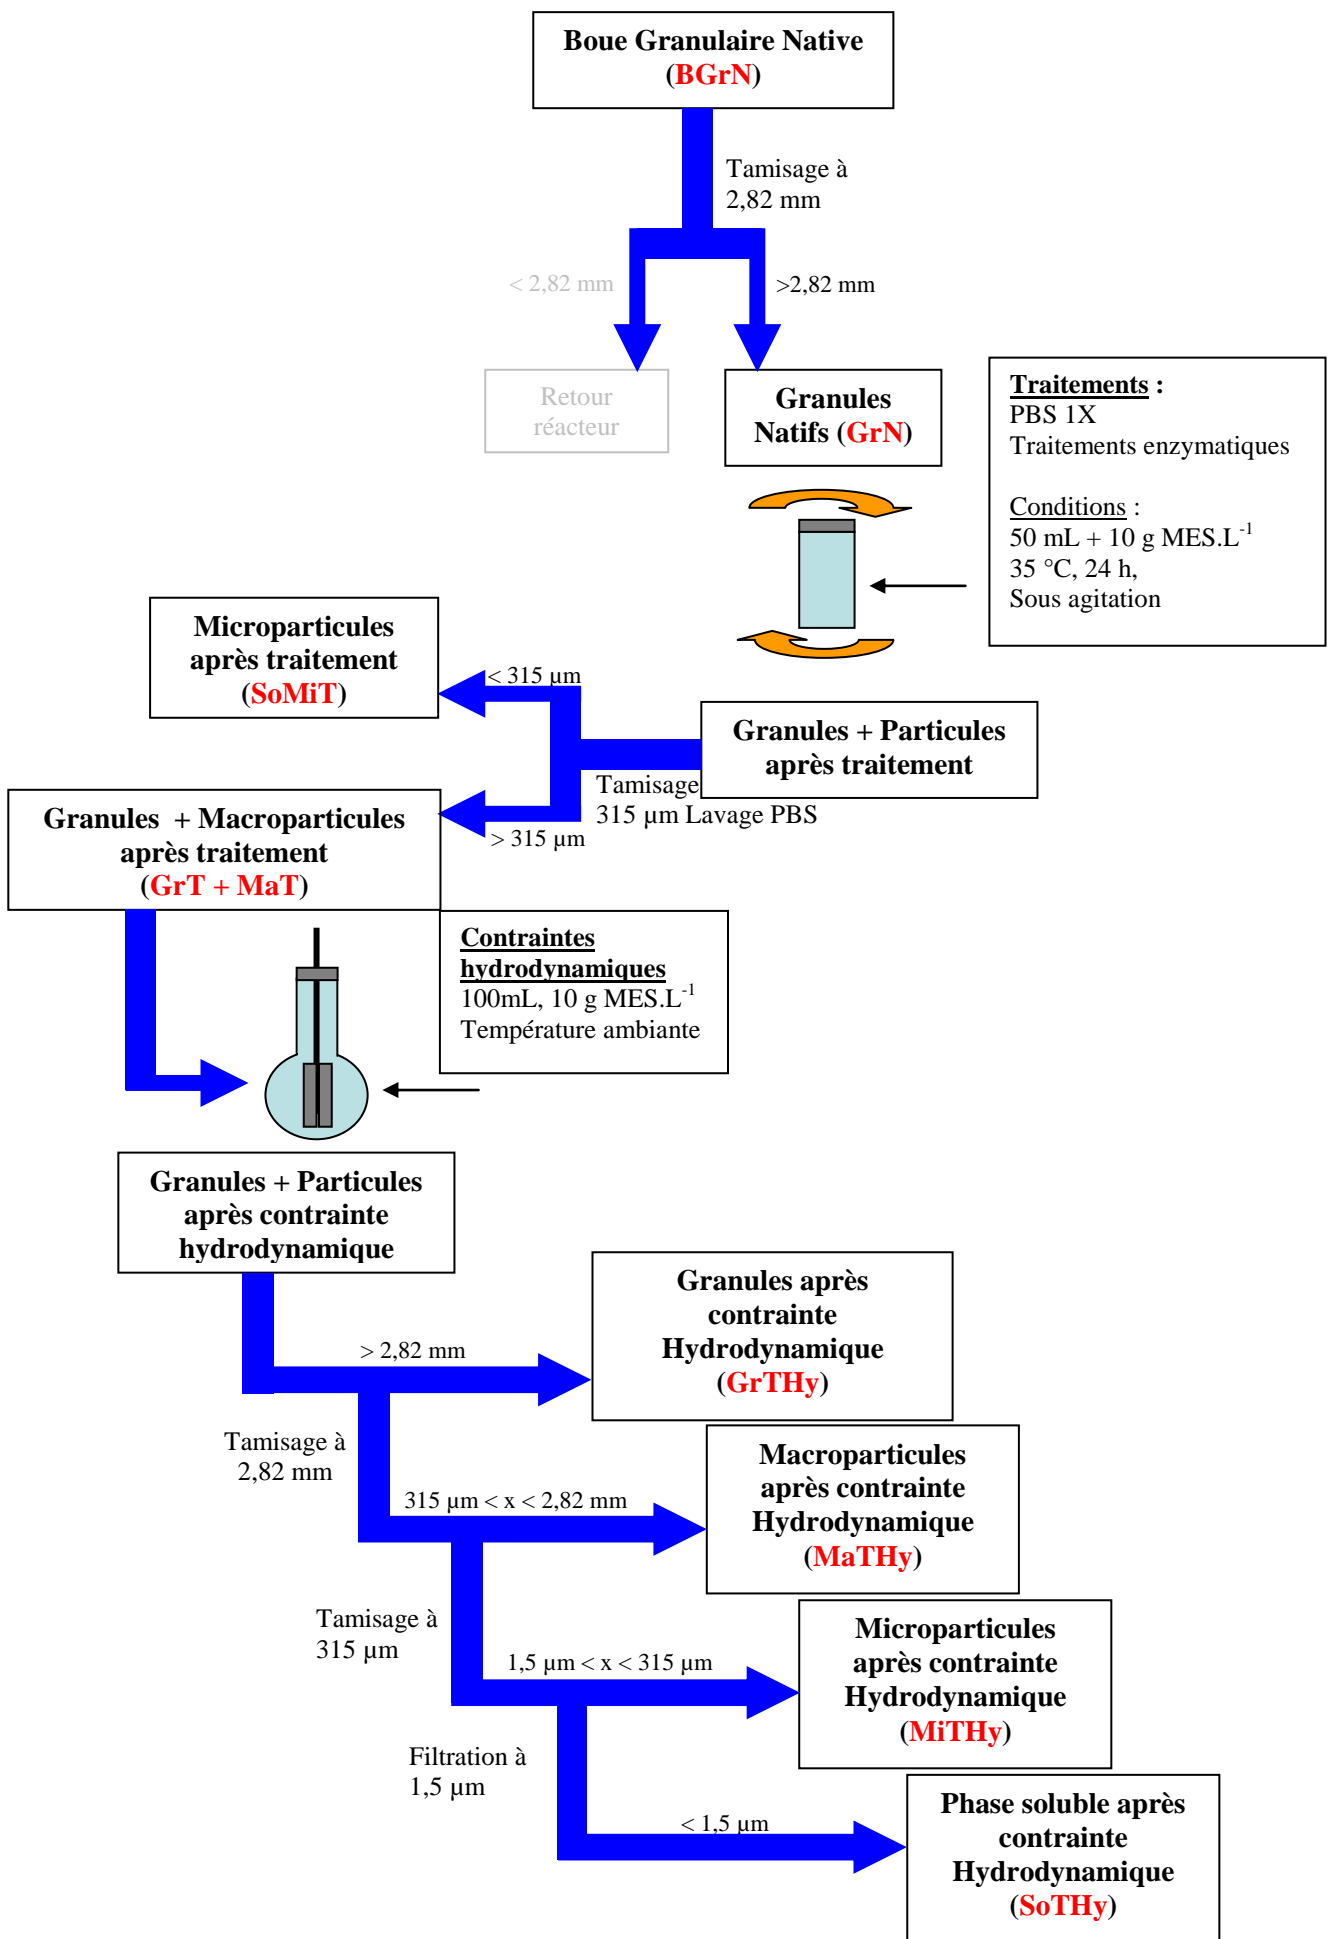 Boue Granulaire Native
(BGrN)
Tamisage à
2,82 mm
< 2,82 mm
>2,82 mm
Retour
réacteur
Granules
Natifs (GrN)
Traitements :
PBS 1X
Traitements enzymatiques
Conditions :
50 mL + 10 g MES.L-1
35 °C, 24 h,
Sous agitation
Microparticules
après traitement
(SoMiT)
< 315 µm
Granules + Particules
après traitement
Tamisage
315 µm Lavage PBS
> 315 µm
Granules + Macroparticules
après traitement
(GrT + MaT)
Contraintes
hydrodynamiques
100mL, 10 g MES.L-1
Température ambiante
Granules + Particules
après contrainte
hydrodynamique
Granules après
contrainte
Hydrodynamique
(GrTHy)
> 2,82 mm
Tamisage à
2,82 mm
Macroparticules
après contrainte
Hydrodynamique
(MaTHy)
315 µm < x < 2,82 mm
Tamisage à
315 µm
Microparticules
après contrainte
Hydrodynamique
(MiTHy)
1,5 µm < x < 315 µm
Filtration à
1,5 µm
Phase soluble après
contrainte
Hydrodynamique
(SoTHy)
< 1,5 µm